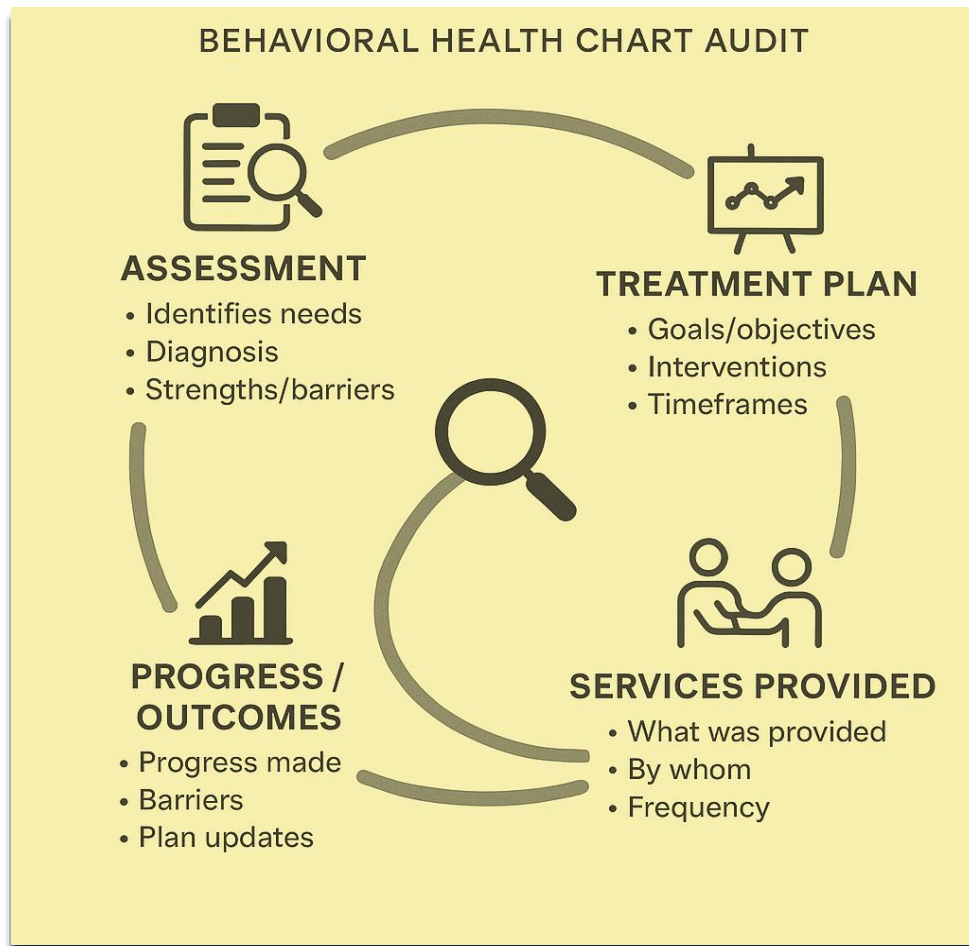 BEHAVIORAL HEALTH CHART AUDIT
ASSESSMENT
• Identifies needs
• Diagnosis
• Strengths/barriers
TREATMENT PLAN
• Goals/objectives
• Interventions
• Timeframes
PROGRESS /
OUTCOMES
• Progress made
• Barriers
• Plan updates
SERVICES PROVIDED
• What was provided
• By whom
• Frequency